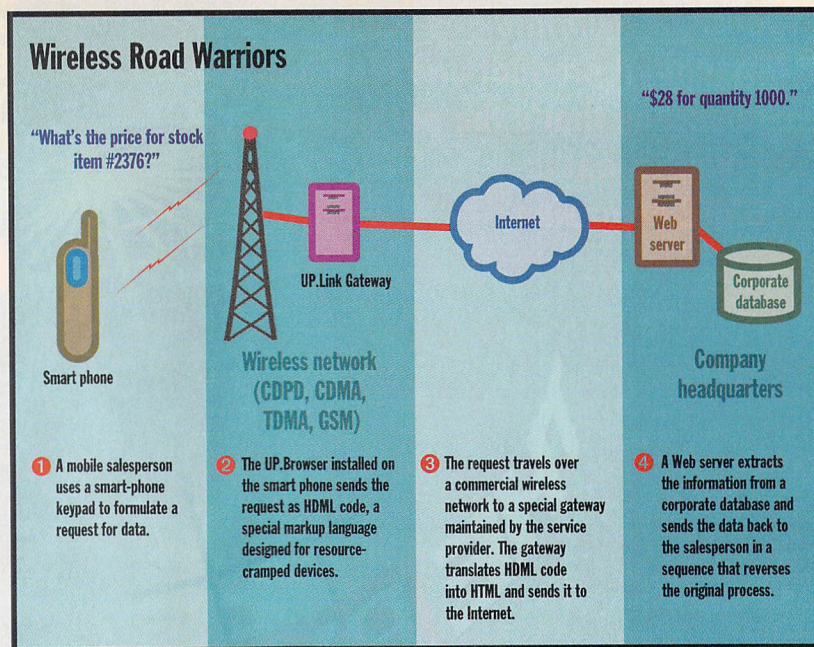 Wireless Road Warriors
“What’s the price for stock
item #2376?”
“$28 for quantity 1000.”
Internet
Web
server
UP.Link Gateway
Corporate
database
Smart phone
Wireless network
(CDPD, CDMA,
TDMA, GSM)
Company
headquarters
1 A mobile salesperson
uses a smart-phone
keypad to formulate a
request for data.
2 The UP.Browser installed on
the smart phone sends the
request as HDML code, a
special markup language
designed for resource-
cramped devices.
3 The request travels over
a commercial wireless
network to a special gateway
maintained by the service
provider. The gateway
translates HDML code
into HTML and sends it to
the Internet.
4 A Web server extracts
the information from a
corporate database and
sends the data back to
the salesperson in a
sequence that reverses
the original process.